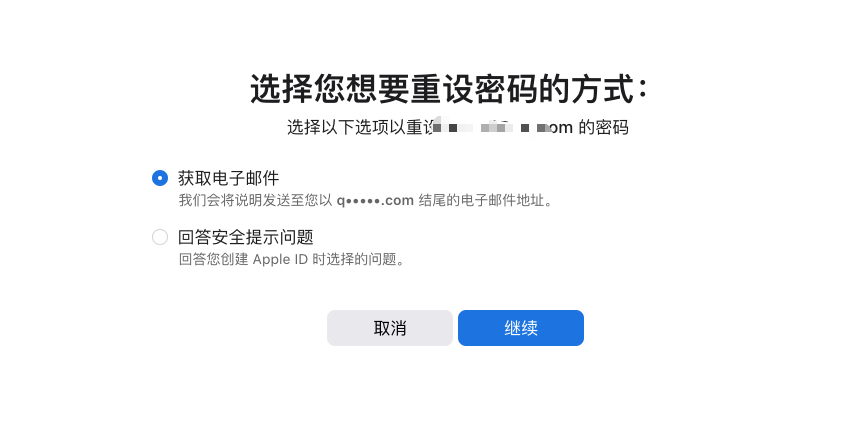 选择您想要重设密码的方式：
选择以下选项以重设 om 的密码
获取电子邮件
我们会将说明发送至您以 q•••••.com 结尾的电子邮件地址。
回答安全提示问题
回答您创建 Apple ID 时选择的问题。
取消
继续